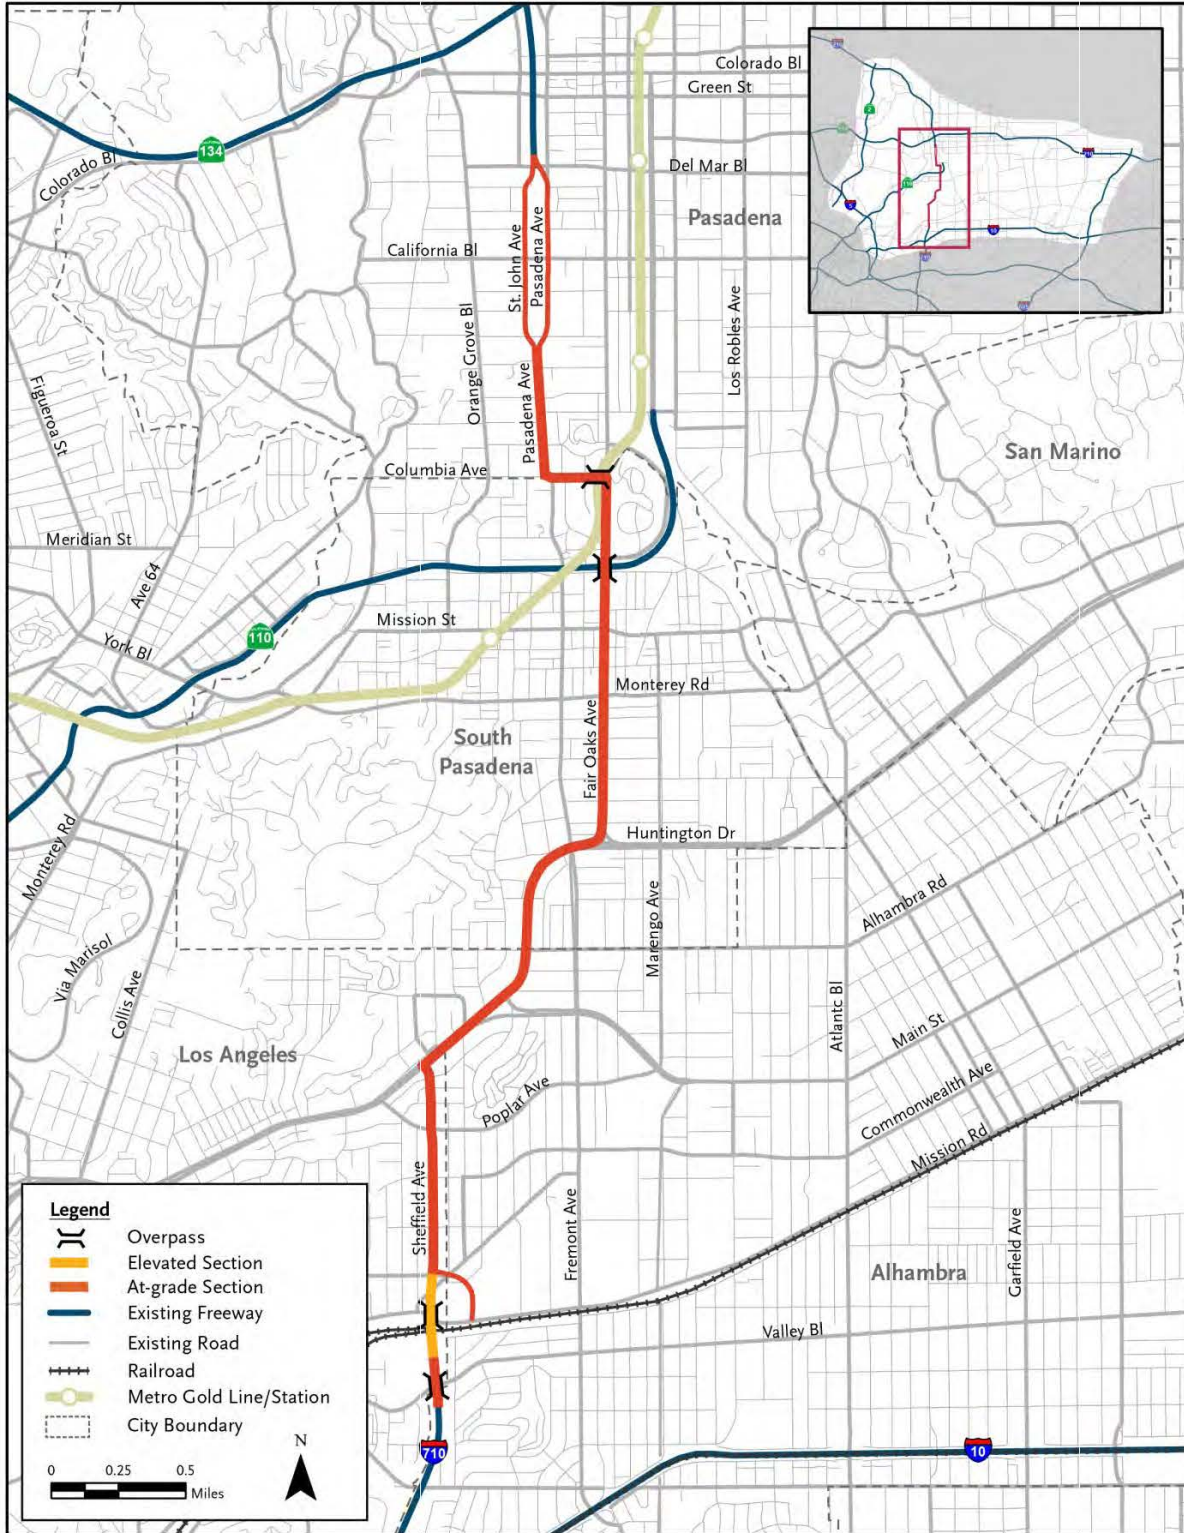 Colorado Bl
Green St
134
Colorado Bl
Del Mar Bl
Pasadena
California Bl
St. John Ave
Pasadena Ave
Orange Grove Bl
Los Robles Ave
Figueroa St
Pasadena Ave
San Marino
Columbia Ave
Meridian St
Ave 64
110
Mission St
York Bl
Monterey Rd
South
Pasadena
Fair Oaks Ave
Huntington Dr
Monterey Rd
Marengo Ave
Alhambra Rd
Via Marisol
Collis Ave
Atlantc Bl
Main St
Los Angeles
Commonwealth Ave
Poplar Ave
Mission Rd
Sheffield Ave
Fremont Ave
Garfield Ave
Alhambra
Valley Bl
710
10
Legend
Overpass
Elevated Section
At-grade Section
Existing Freeway
Existing Road
Railroad
Metro Gold Line/Station
City Boundary
N
0 0.25 0.5
Miles
2
5